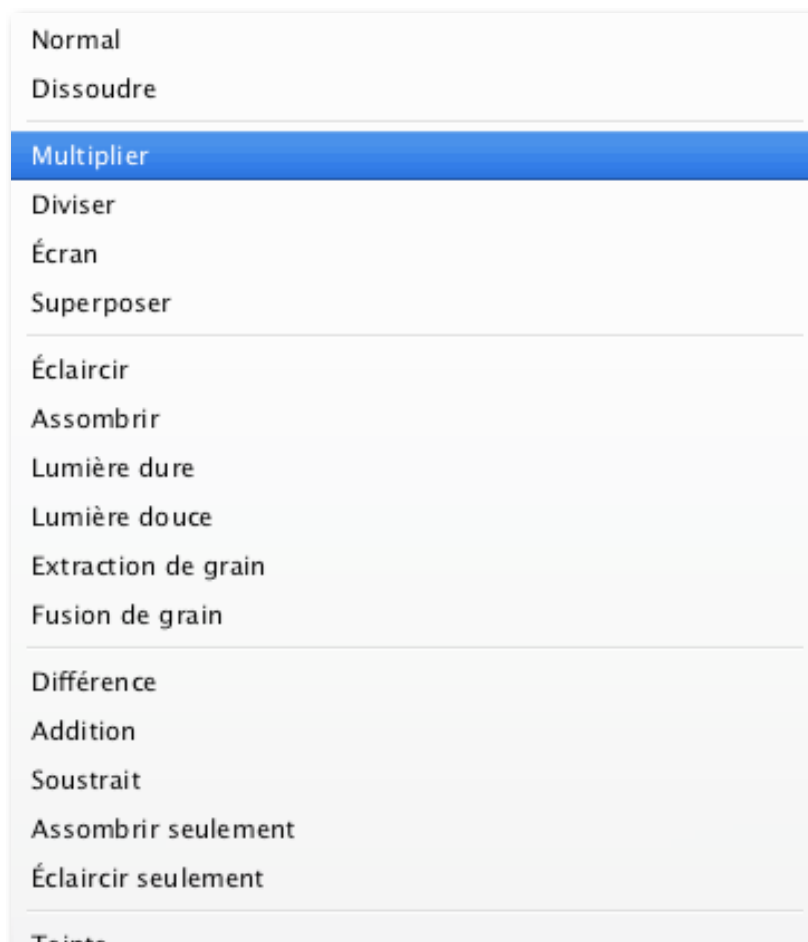 Normal
Dissoudre
Multiplier
Diviser
Écran
Superposer
Éclaircir
Assombrir
Lumière dure
Lumière douce
Extraction de grain
Fusion de grain
Différence
Addition
Soustrait
Assombrir seulement
Éclaircir seulement